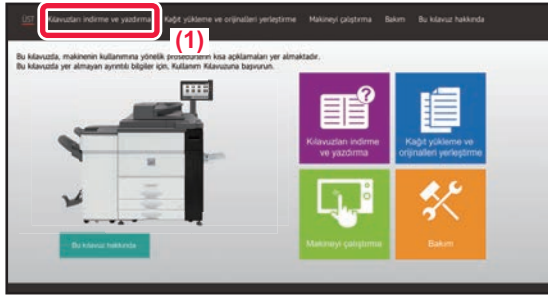 ÜST Kılavuzları indirme ve yazdırma Kağıt yükleme ve orijinalleri yerleştirme Makineyi çalıştırma Bakım Bu kılavuz hakkında
(1)
Bu kılavuzda, makinenin kullanımına yönelik prosedürlerin kısa açıklamaları yer almaktadır.
Bu kılavuzda yer almayan ayrıntılı bilgiler için, Kullanım Kılavuzuna başvurun.
Kılavuzları indirme
ve yazdırma
Kağıt yükleme ve
orijinalleri yerleştirme
Makineyi çalıştırma
Bakım
Bu kılavuz hakkında